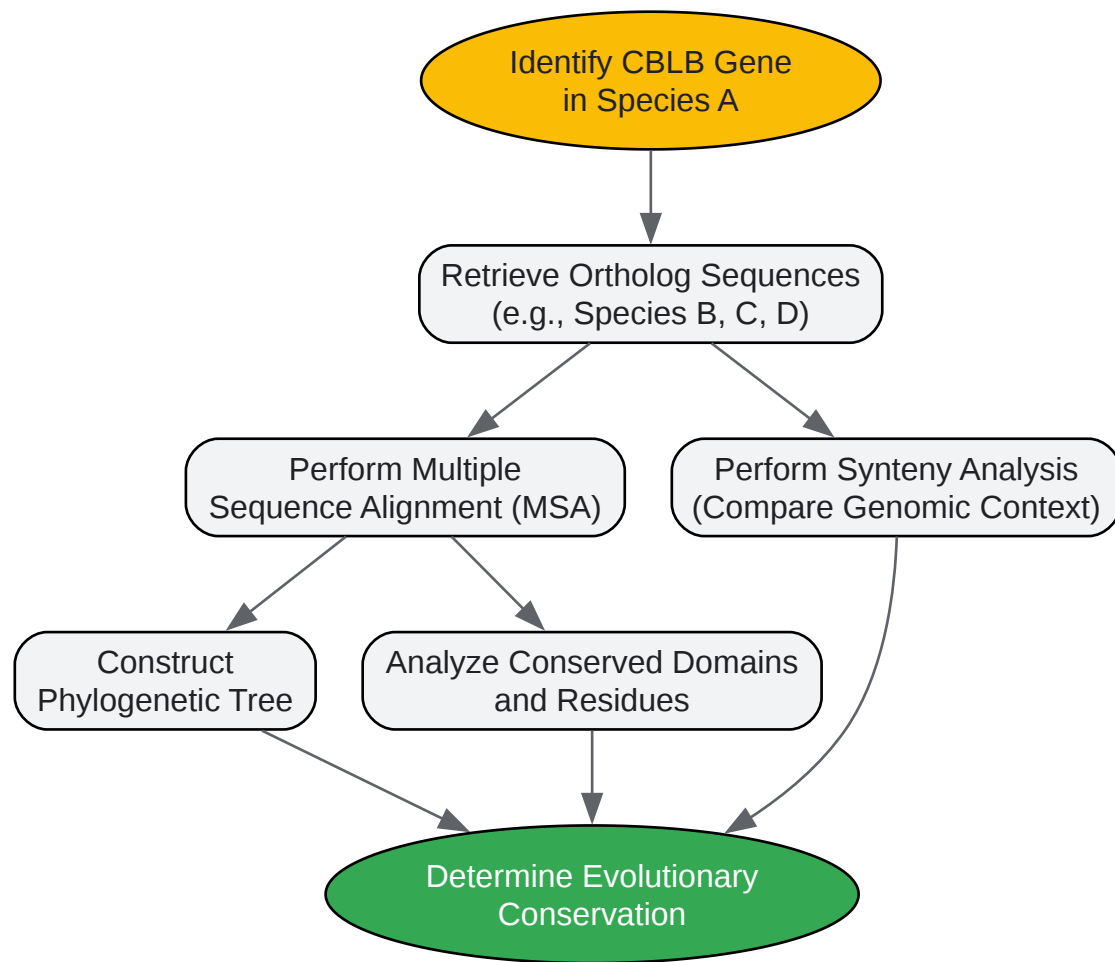 Identify CBLB Gene
in Species A
Retrieve Ortholog Sequences
(e.g., Species B, C, D)
Perform Multiple
Sequence Alignment (MSA)
Perform Synteny Analysis
(Compare Genomic Context)
Construct
Phylogenetic Tree
Analyze Conserved Domains
and Residues
Determine Evolutionary
Conservation